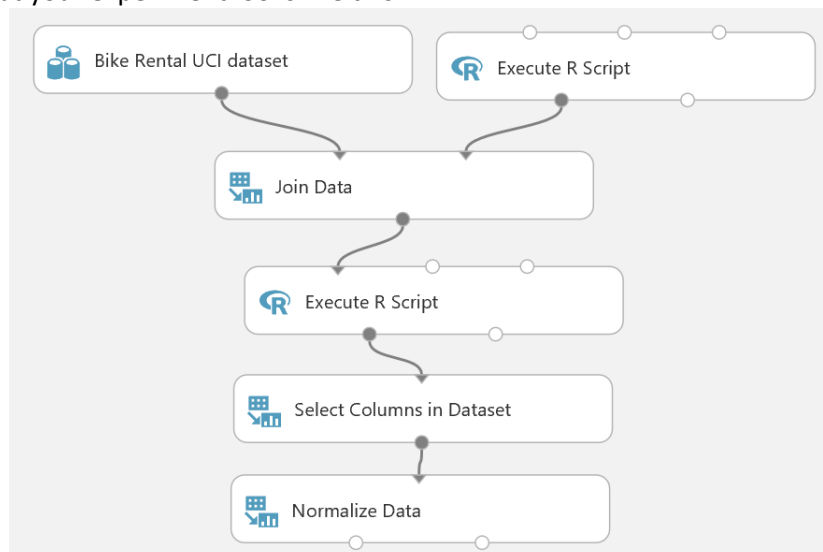 Bike Rental UCI dataset
Execute R Script
Join Data
Execute R Script
Select Columns in Dataset
Normalize Data